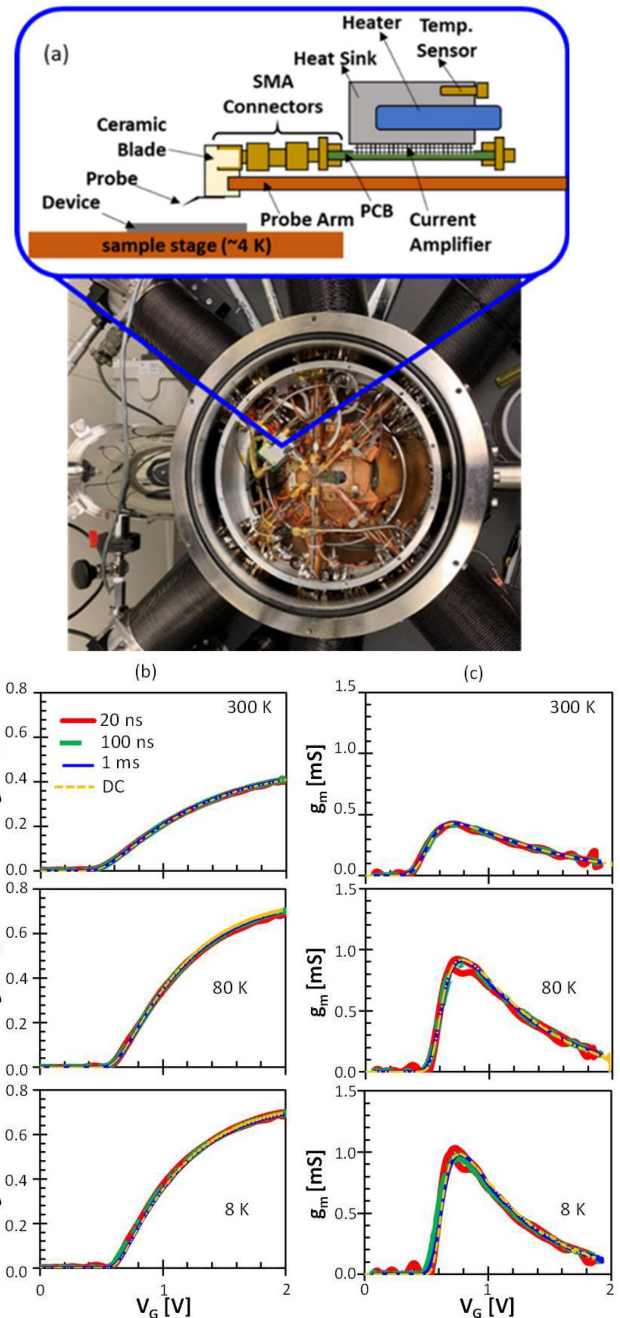 (a)
Heater
Temp.
Sensor
Heat Sink
SMA
Connectors
Ceramic
Blade
Probe
Device
Probe Arm
PCB
Current
Amplifier
sample stage (~4 K)
(b)
(c)
0.8
0.6
0.4
0.2
0.0
300 K
20 ns
100 ns
1 ms
DC
1.5
1.0
0.5
0.0
gm [mS]
300 K
0.8
0.6
0.4
0.2
0.0
80 K
1.5
1.0
0.5
0.0
gm [mS]
80 K
0.8
0.6
0.4
0.2
0.0
8 K
0
1
2
VG [V]
1.5
1.0
0.5
0.0
gm [mS]
8 K
0
1
2
VG [V]